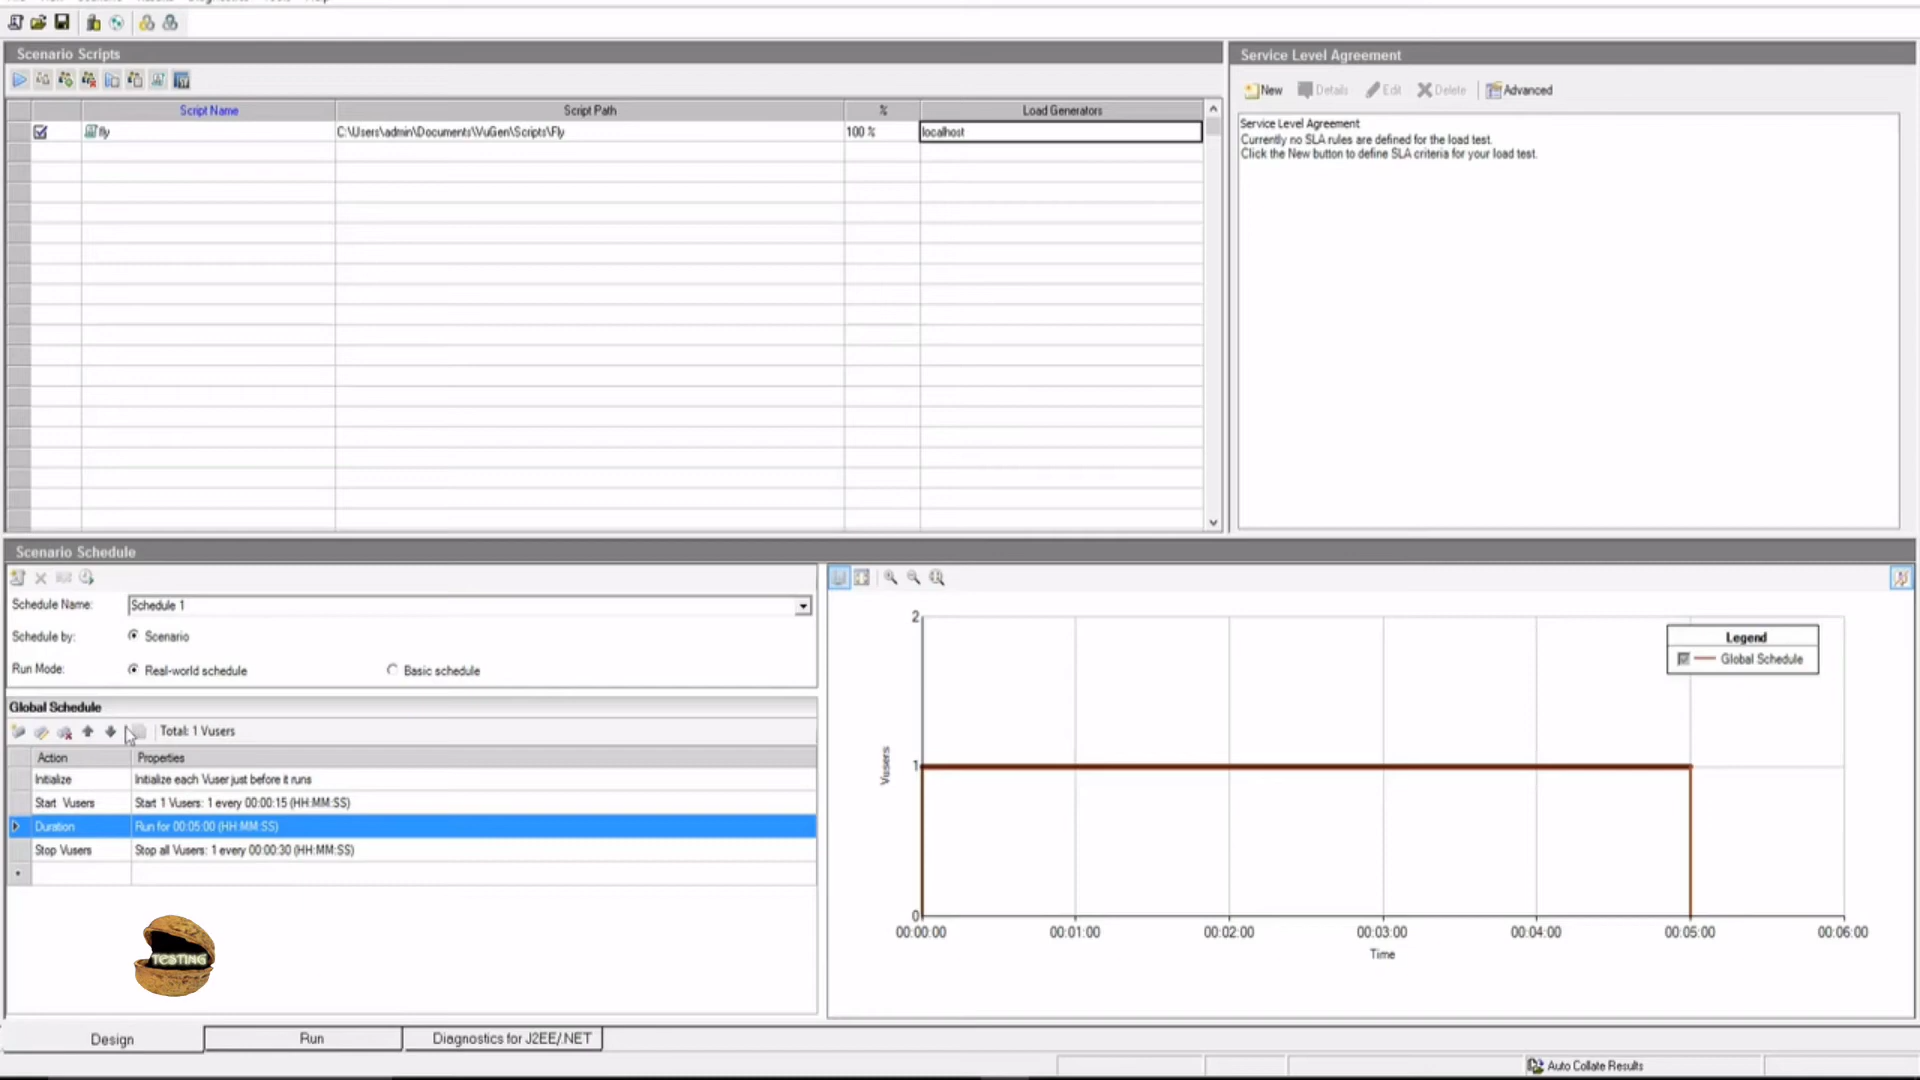 Scenario Scripts
Script Name Script Path % Load Generators
fly C:\Users\admin\Documents\VuGen\Scripts\Fly 100 % localhost
Service Level Agreement
New Details Edit Delete Advanced
Service Level Agreement
Currently no SLA rules are defined for the load test.
Click the New button to define SLA criteria for your load test.
Scenario Schedule
Schedule Name: Schedule 1
Schedule by: Scenario
Run Mode: Real-world schedule Basic schedule
Global Schedule
Total: 1 Vusers
Action Properties
Initialize Initialize each Vuser just before it runs
Start Vusers Start 1 Vusers: 1 every 00:00:15 (HH:MM:SS)
Duration Run for 00:05:00 (HH:MM:SS)
Stop Vusers Stop all Vusers: 1 every 00:00:30 (HH:MM:SS)
TESTING
2
1
0
Vusers
Legend
Global Schedule
00:00:00 00:01:00 00:02:00 00:03:00 00:04:00 00:05:00 00:06:00
Time
Design Run Diagnostics for J2EE/.NET
Auto Collate Results